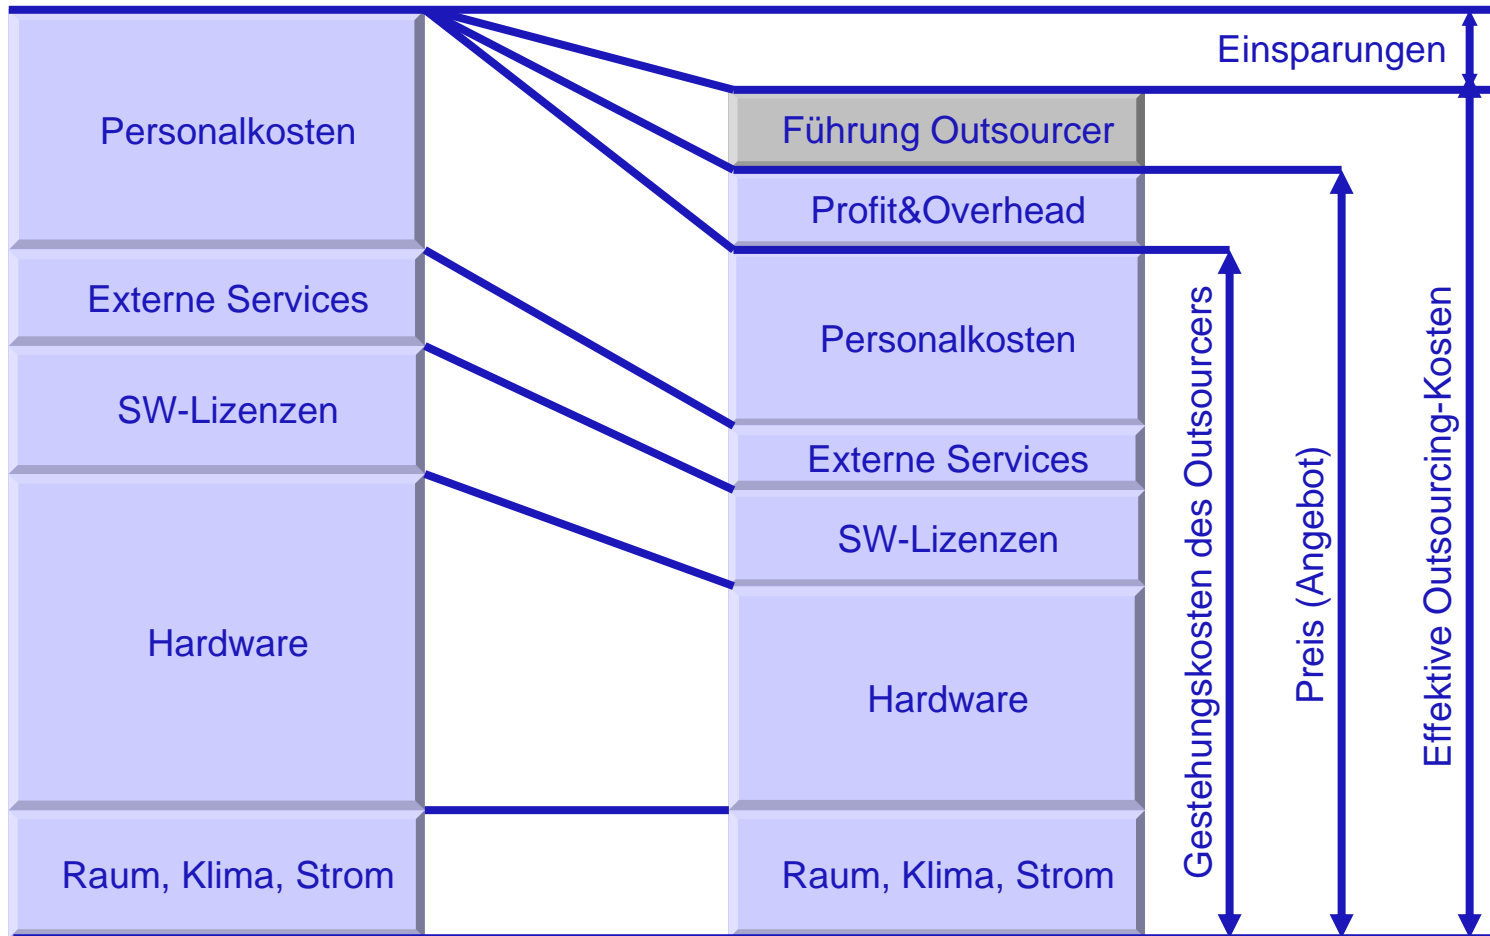 Personalkosten
Externe Services
SW-Lizenzen
Hardware
Raum, Klima, Strom
Führung Outsourcer
Profit&Overhead
Personalkosten
Externe Services
SW-Lizenzen
Hardware
Raum, Klima, Strom
Gestehungskosten des Outsourcers
Preis (Angebot)
Einsparungen
Effektive Outsourcing-Kosten